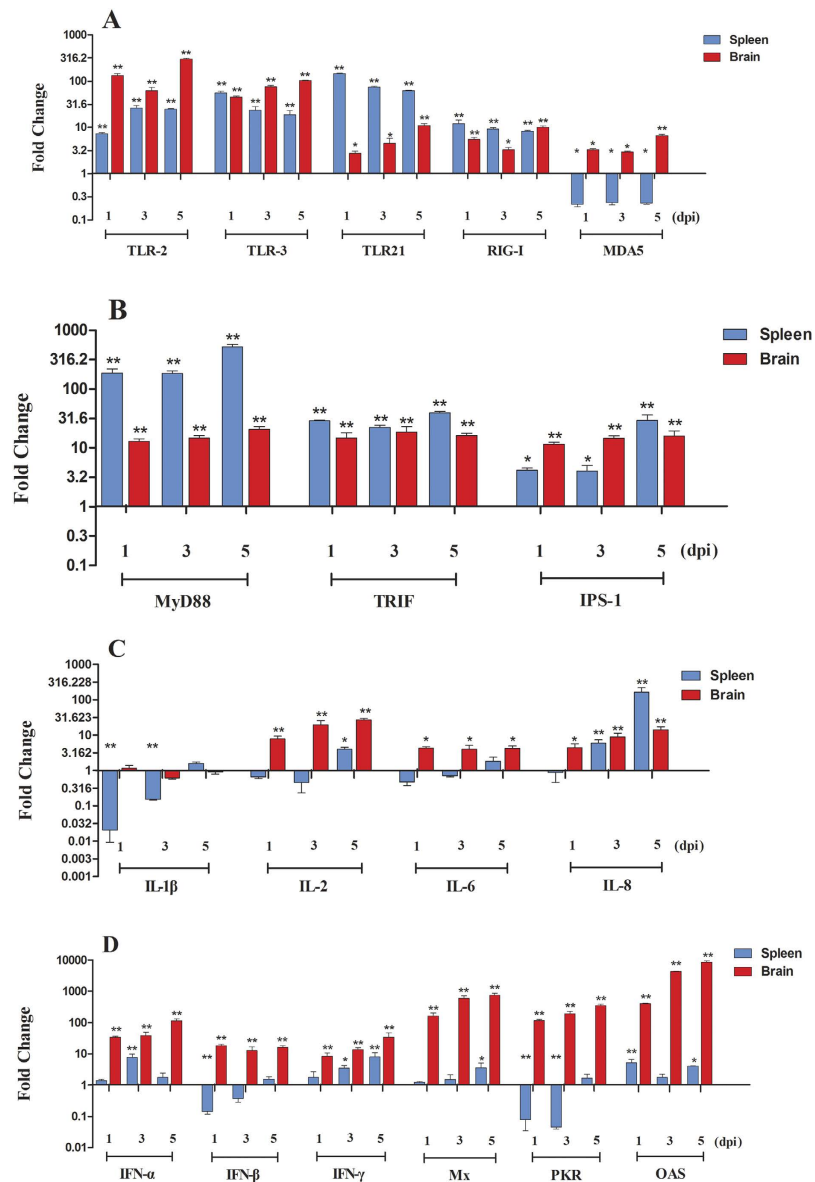 A
1000
316.2
100
31.6
10
3.2
1
0.3
0.1
Fold Change
Spleen
Brain
** ** ** ** ** **
** ** ** ** ** **
** * ** * ** **
** ** ** * ** **
* * * * * **
1 3 5 1 3 5 1 3 5 1 3 5 1 3 5 (dpi)
TLR-2 TLR-3 TLR21 RIG-I MDA5
B
1000
316.2
100
31.6
10
3.2
1
0.3
0.1
Fold Change
Spleen
Brain
** ** ** ** ** **
** ** ** ** ** **
* ** * ** ** **
1 3 5 1 3 5 1 3 5 (dpi)
MyD88 TRIF IPS-1
C
1000
316.228
100
31.623
10
3.162
1
0.316
0.1
0.032
0.01
0.003
0.001
Fold Change
Spleen
Brain
** **
** ** * **
* * *
* ** ** ** **
1 3 5 1 3 5 1 3 5 1 3 5 (dpi)
IL-1β IL-2 IL-6 IL-8
D
10000
1000
100
10
1
0.1
0.01
Fold Change
Spleen
Brain
** ** ** **
** ** ** **
** * ** ** **
** ** * **
** ** ** ** **
** ** ** * **
1 3 5 1 3 5 1 3 5 1 3 5 1 3 5 1 3 5 (dpi)
IFN-α IFN-β IFN-γ Mx PKR OAS